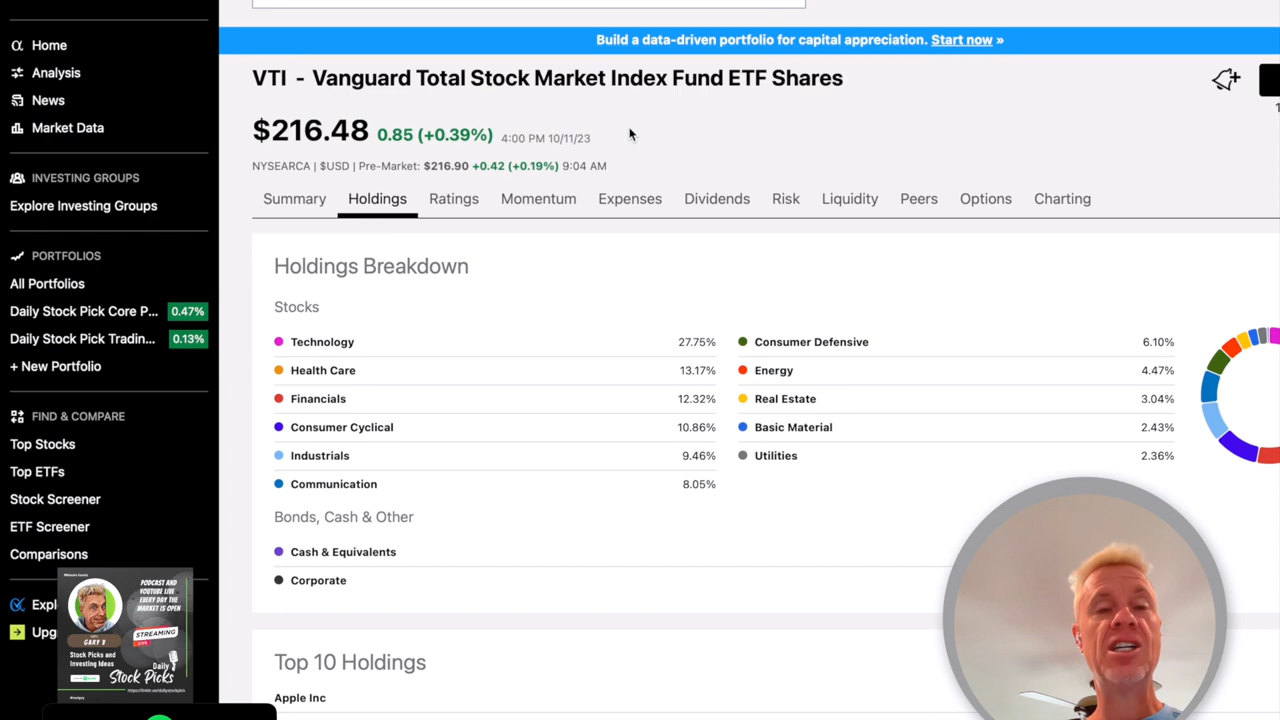 Home
Analysis
News
Market Data
INVESTING GROUPS
Explore Investing Groups
PORTFOLIOS
All Portfolios
Daily Stock Pick Core P... 0.47%
Daily Stock Pick Tradin... 0.13%
+ New Portfolio
FIND & COMPARE
Top Stocks
Top ETFs
Stock Screener
ETF Screener
Comparisons
Expl
Upg
PODCAST AND
YOUTUBE LIVE
EVERY DAY THE
MARKET IS OPEN
STREAMING
LIVE
GARY V
Stock Picks and
Investing Ideas
Daily
Stock Picks
Build a data-driven portfolio for capital appreciation. Start now »
VTI - Vanguard Total Stock Market Index Fund ETF Shares
$216.48 0.85 (+0.39%) 4:00 PM 10/11/23
NYSEARCA | $USD | Pre-Market: $216.90 +0.42 (+0.19%) 9:04 AM
Summary Holdings Ratings Momentum Expenses Dividends Risk Liquidity Peers Options Charting
Holdings Breakdown
Stocks
Technology 27.75% Consumer Defensive 6.10%
Health Care 13.17% Energy 4.47%
Financials 12.32% Real Estate 3.04%
Consumer Cyclical 10.86% Basic Material 2.43%
Industrials 9.46% Utilities 2.36%
Communication 8.05%
Bonds, Cash & Other
Cash & Equivalents
Corporate
Top 10 Holdings
Apple Inc